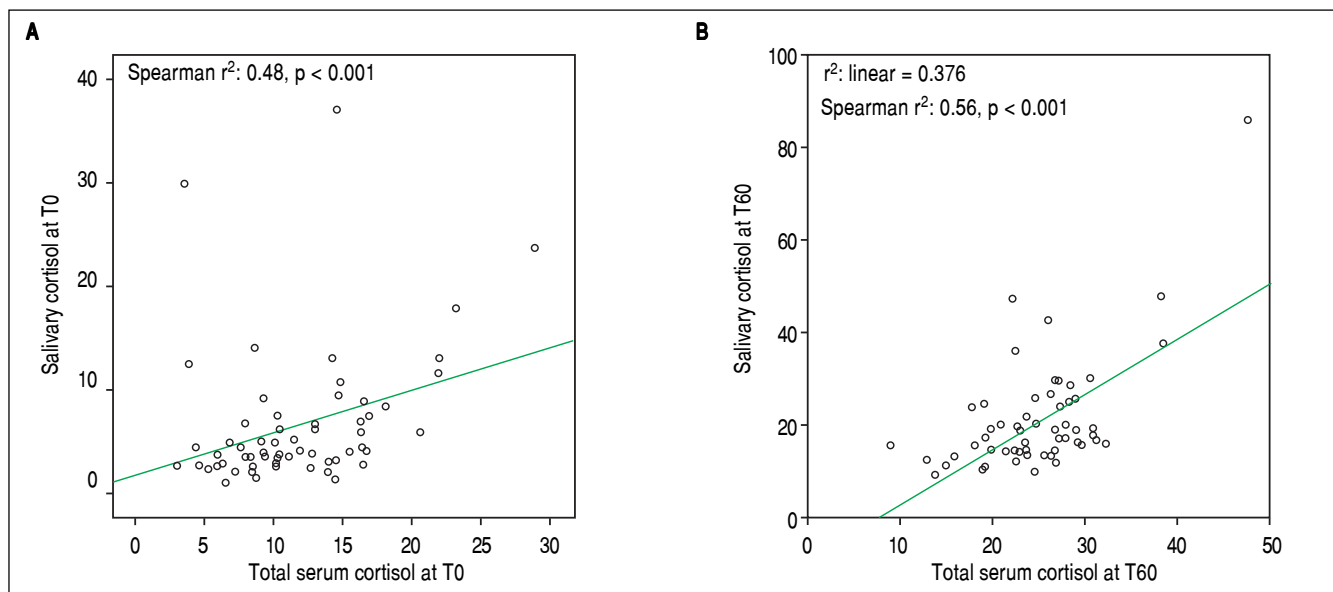 A
Spearman r²: 0.48, p < 0.001
40
30
20
10
0
Salivary cortisol at T0
0 5 10 15 20 25 30
Total serum cortisol at T0
B
r²: linear = 0.376
Spearman r²: 0.56, p < 0.001
100
80
60
40
20
0
Salivary cortisol at T60
0 10 20 30 40 50
Total serum cortisol at T60